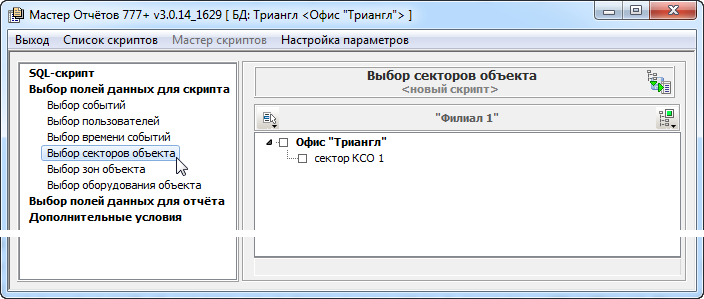 Мастер Отчётов 777+ v3.0.14_1629 [ БД: Триангл <Офис "Триангл"> ]
Выход Список скриптов Мастер скриптов Настройка параметров
SQL-скрипт
Выбор полей данных для скрипта
Выбор событий
Выбор пользователей
Выбор времени событий
Выбор секторов объекта
Выбор зон объекта
Выбор оборудования объекта
Выбор полей данных для отчёта
Дополнительные условия
Выбор секторов объекта
<новый скрипт>
"Филиал 1"
Офис "Триангл"
сектор КСО 1